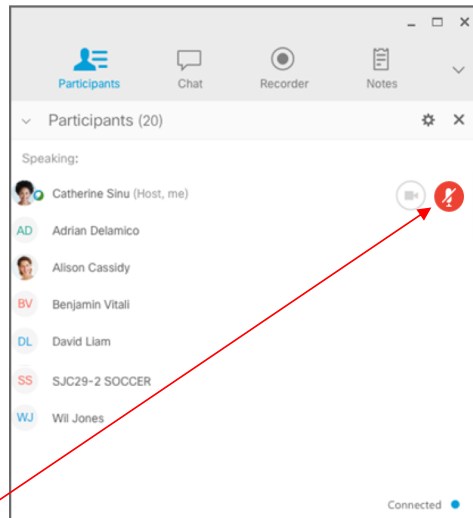 Participants Chat Recorder Notes
Participants (20)
Speaking:
Catherine Sinu (Host, me)
AD Adrian Delamico
Alison Cassidy
BV Benjamin Vitali
DL David Liam
SS SJC29-2 SOCCER
WJ Wil Jones
Connected